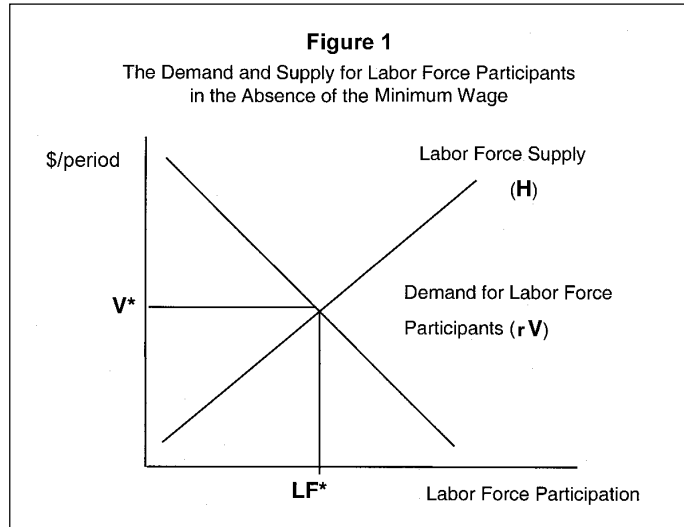 Figure 1
The Demand and Supply for Labor Force Participants
in the Absence of the Minimum Wage
$/period
Labor Force Supply
(H)
V*
Demand for Labor Force
Participants (rV)
LF*
Labor Force Participation